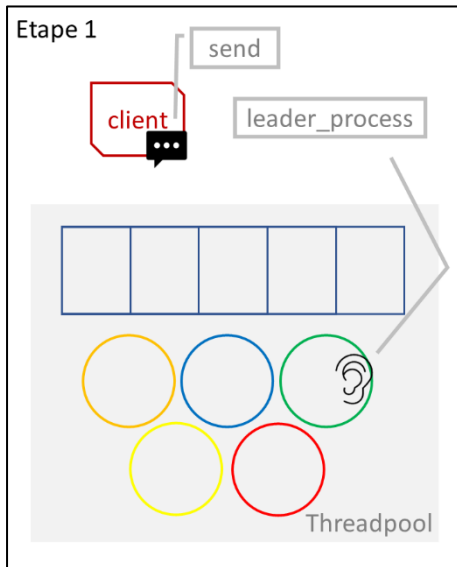 Etape 1
send
client
leader_process
Threadpool